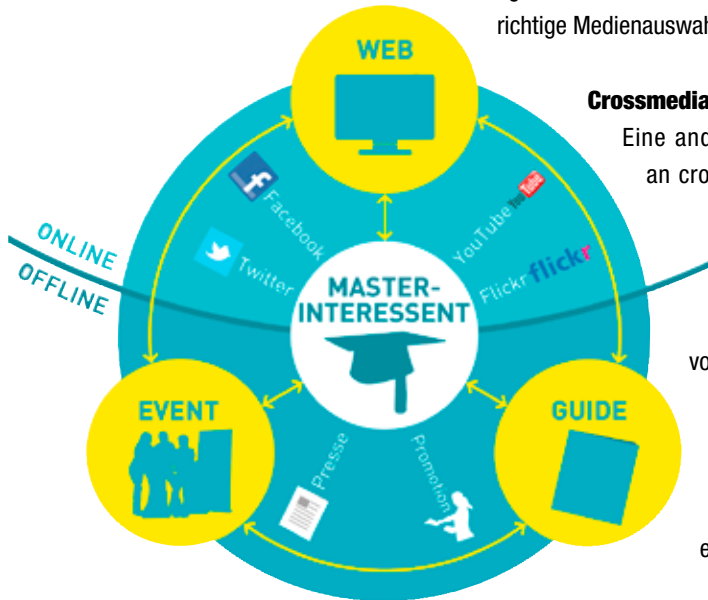 richtige Medienauswah
WEB
Crossmedia
Eine and
an cro
Facebook
YouTube
YouTube
Twitter
Flickr
flickr
ONLINE
OFFLINE
MASTER-
INTERESSENT
vo
EVENT
GUIDE
Presse
Promotion
e